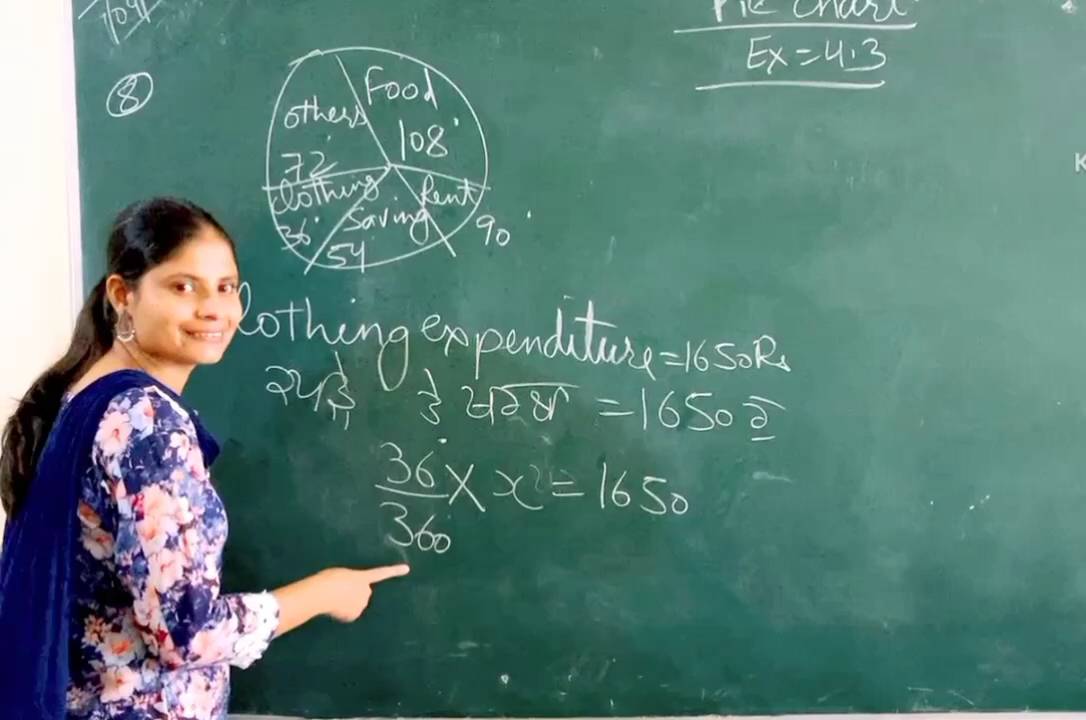 Pie chart
Ex = 4.3
8
Food
108°
others
72°
clothing
36°
Saving
54
Rent
90°
clothing expenditure = 1650 Rs
= 1650 ₹
36° / 360 × x = 1650